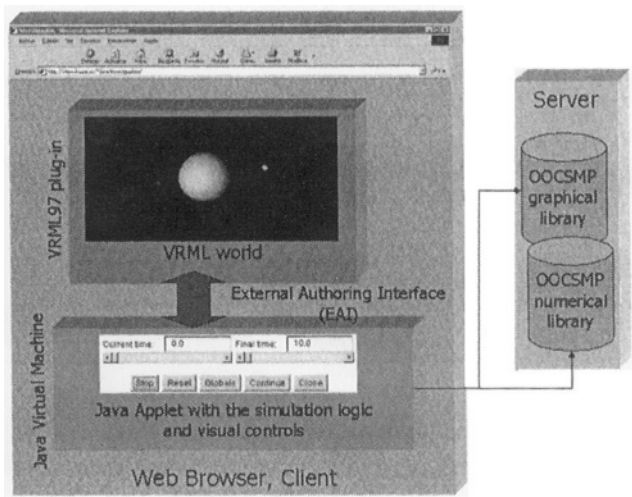 Server
OOCSMP
graphical
library
OOCSMP
numerical
library
VRML97 plug-in
VRML world
External Authoring Interface
(EAI)
Java Virtual Machine
Current time: 0.0 Final time: 10.0
Stop Reset Globals Continue Close
Java Applet with the simulation logic
and visual controls
Web Browser, Client